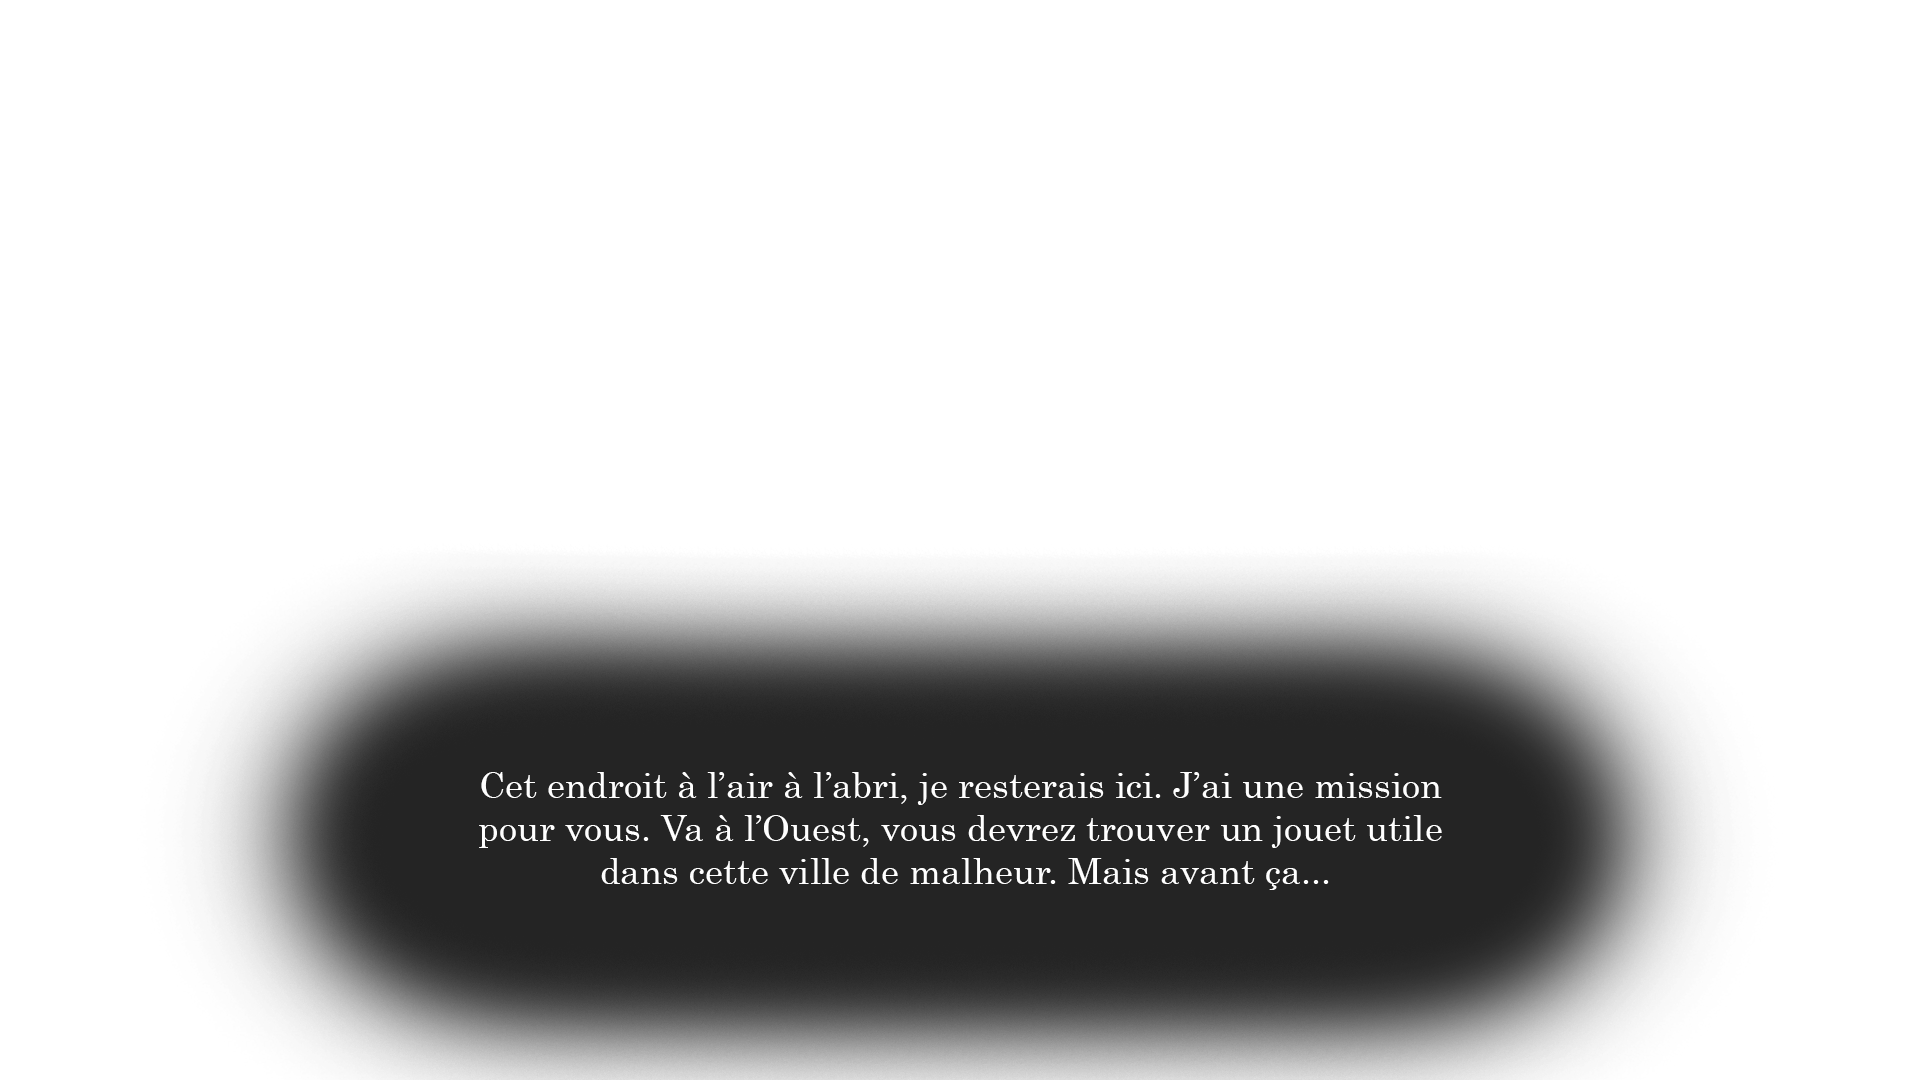 Cet endroit à l’air à l’abri, je resterais ici. J’ai une mission
pour vous. Va à l’Ouest, vous devrez trouver un jouet utile
dans cette ville de malheur. Mais avant ça...